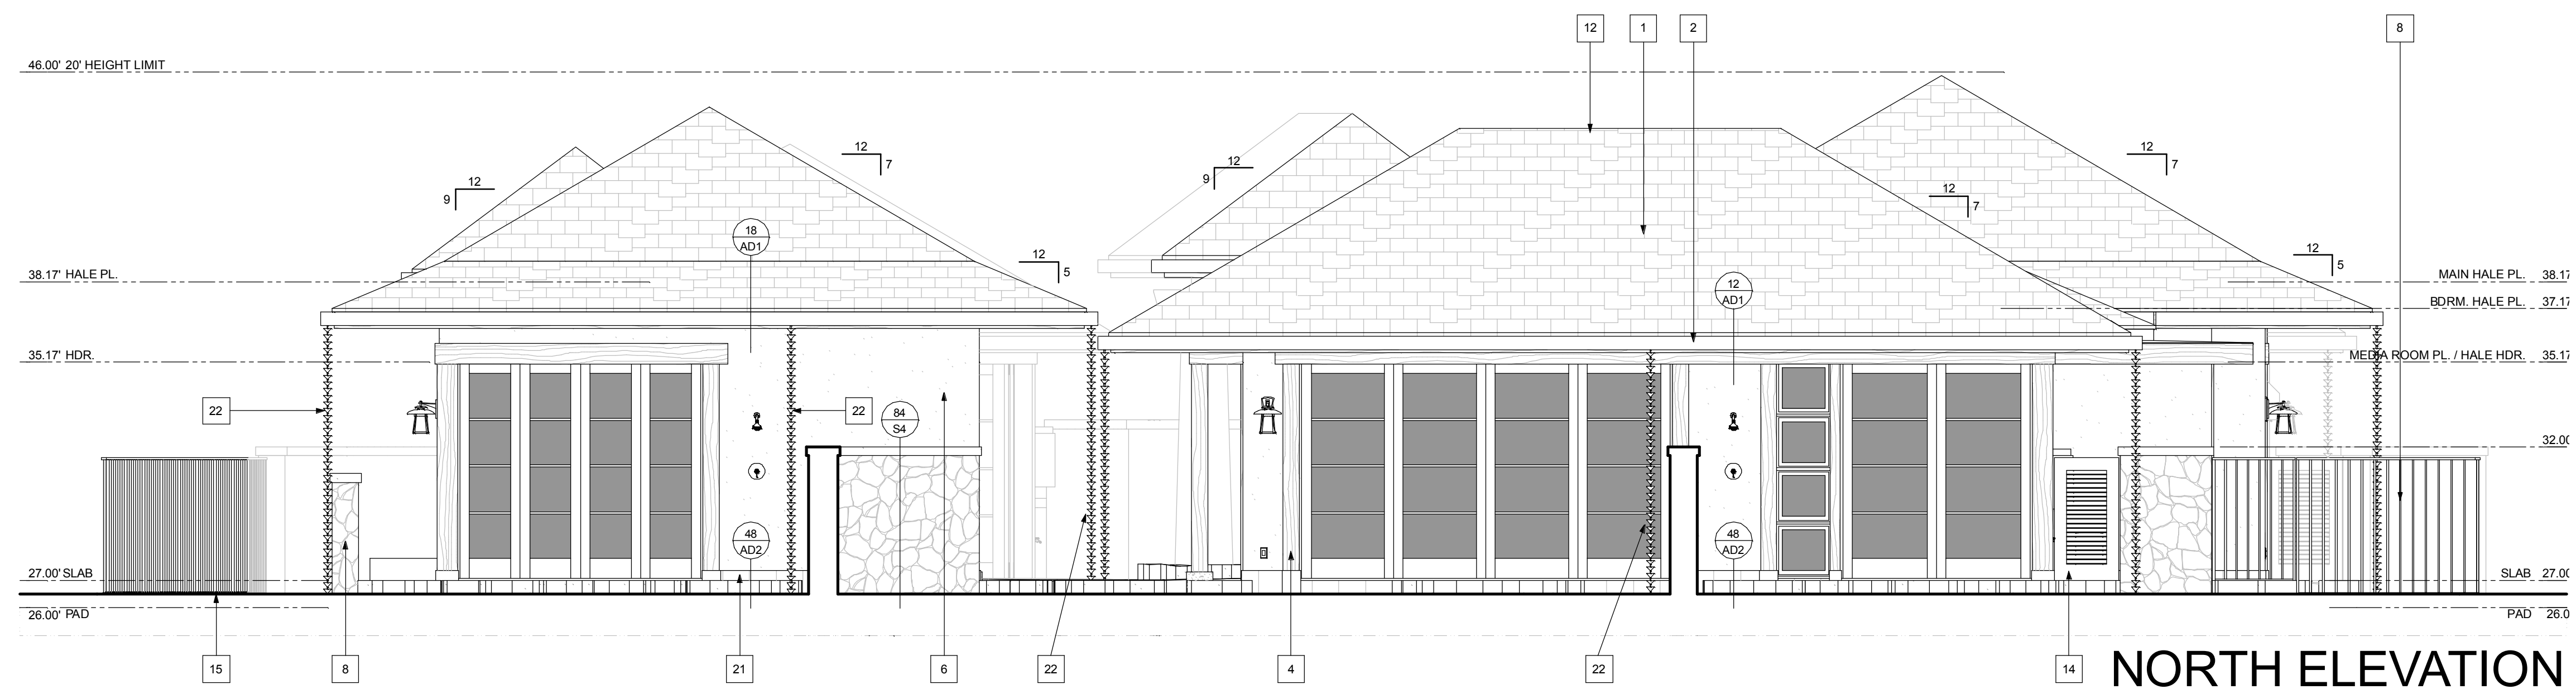 12
1
2
8
46.00' 20' HEIGHT LIMIT
12
7
12
9
12
9
12
7
12
7
18
AD1
12
5
12
5
38.17' HALE PL.
MAIN HALE PL. 38.17
12
AD1
BDRM. HALE PL. 37.17
35.17' HDR.
MEDIA ROOM PL. / HALE HDR. 35.17
22
22
84
S4
32.00
48
AD2
48
AD2
27.00' SLAB
SLAB 27.00
26.00' PAD
PAD 26.0
15
8
21
6
22
4
22
14
NORTH ELEVATION